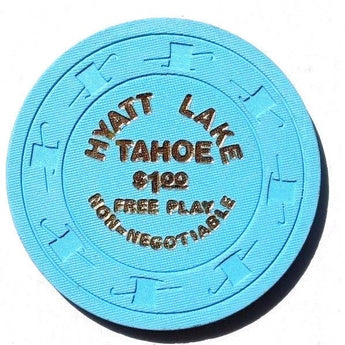 HYATT LAKE
TAHOE
$1.00
FREE PLAY
NON-NEGOTIABLE